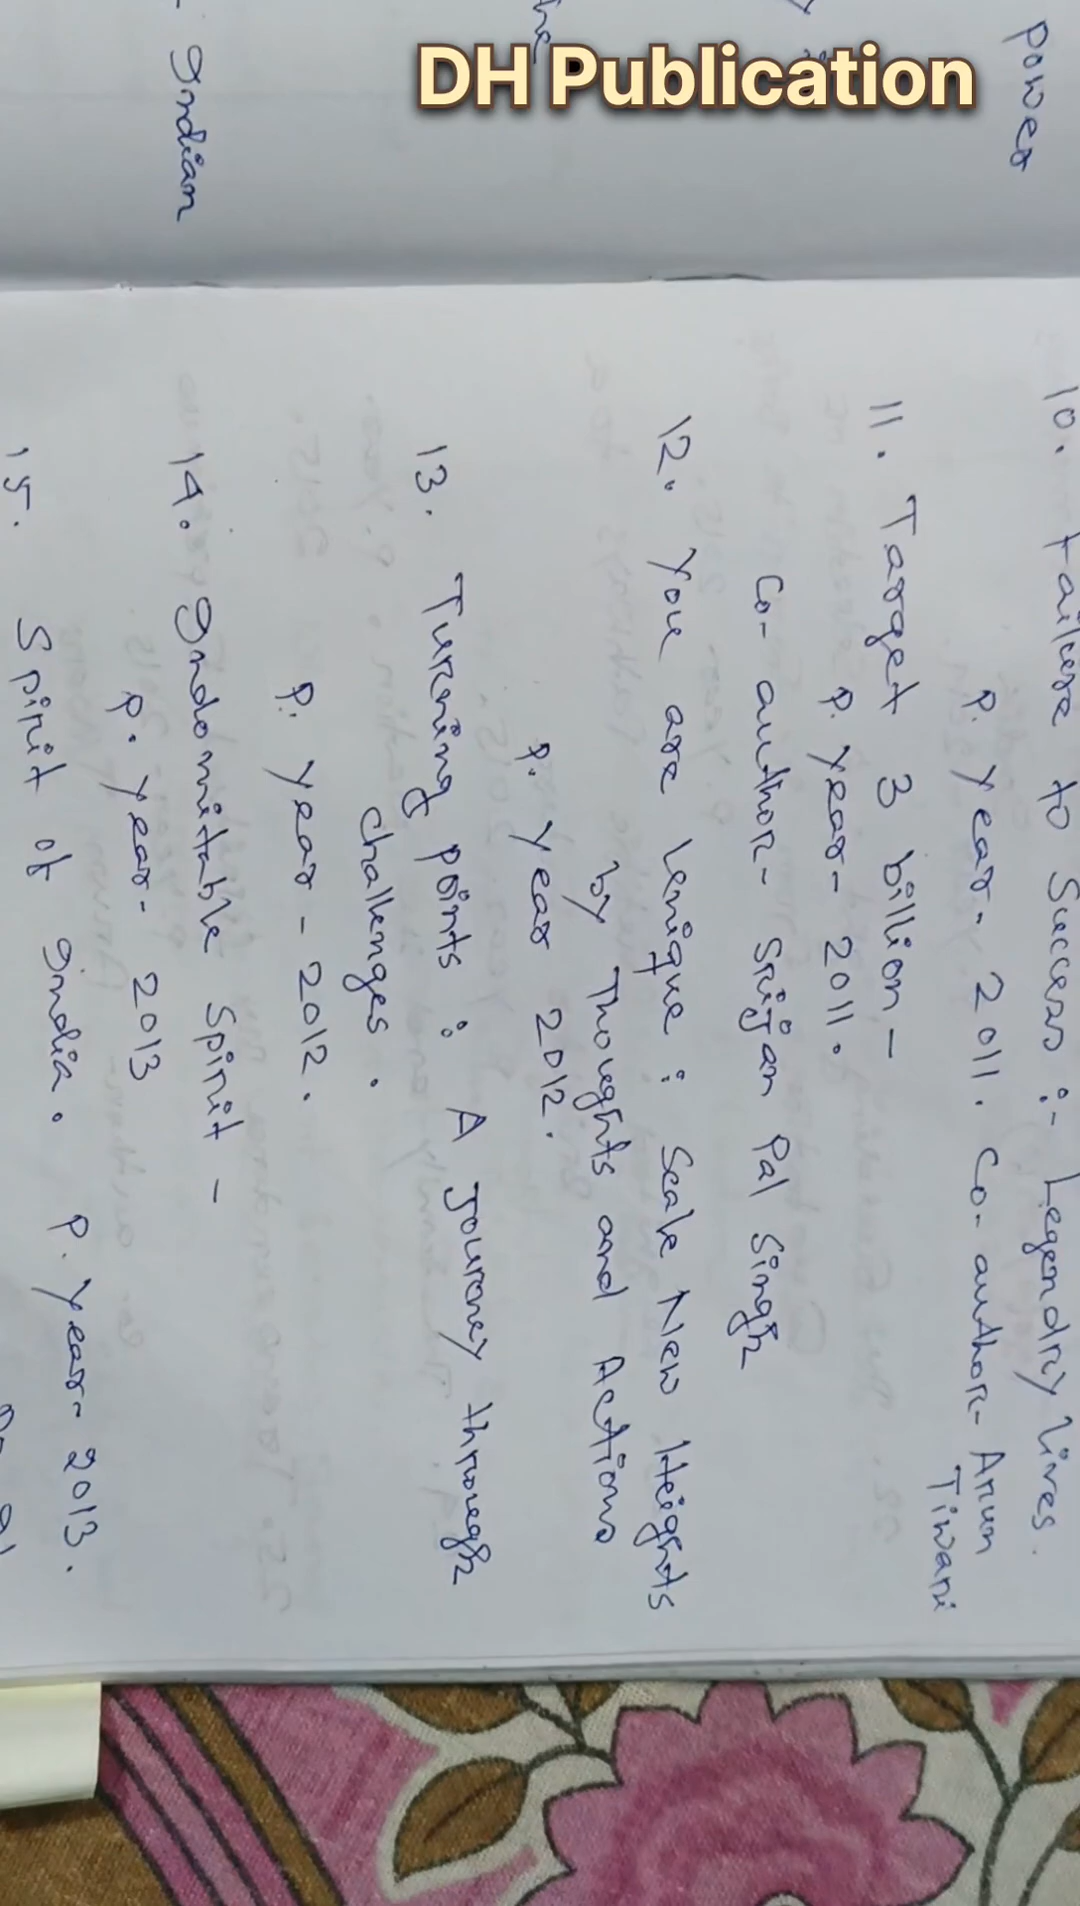 DH Publication
Power
the
- Indian
10. Failure to Success :- Legendry lives.
P. Year- 2011. Co-author- Arun
Tiwari
11. Target 3 billion -
P. Year- 2011.
Co-author- Srijan Pal Singh
12. You are Unique : Scale New Heights
by Thoughts and Actions
P. Year 2012.
13. Turning points : A Journey through
Challenges.
P. Year - 2012.
14. Indomitable Spirit -
P. Year- 2013
15. Spirit of India. P. Year- 2013.